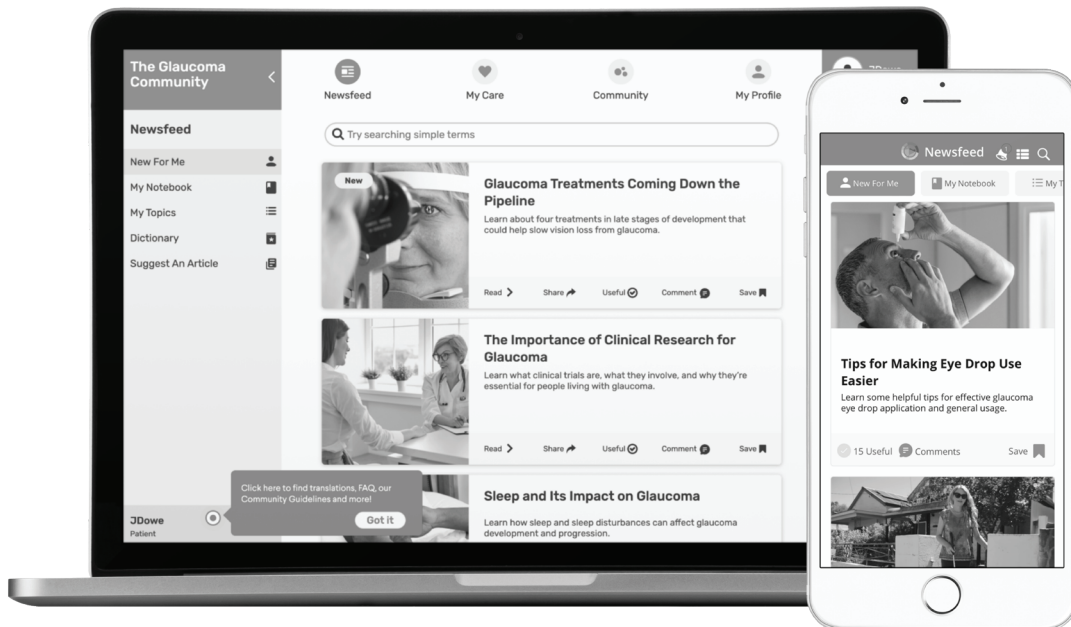 The Glaucoma
Community
Newsfeed
My Care
Community
My Profile
Try searching simple terms
Newsfeed
New For Me
My Notebook
My Topics
Dictionary
Suggest An Article
New
Glaucoma Treatments Coming Down the
Pipeline
Learn about four treatments in late stages of development that
could help slow vision loss from glaucoma.
Read Share Useful Comment Save
The Importance of Clinical Research for
Glaucoma
Learn what clinical trials are, what they involve, and why they're
essential for people living with glaucoma.
Read Share Useful Comment Save
Sleep and Its Impact on Glaucoma
Learn how sleep and sleep disturbances can affect glaucoma
development and progression.
Click here to find translations, FAQ, our
Community Guidelines and more!
Got it
JDowe
Patient
Newsfeed
New For Me
My Notebook
My T
Tips for Making Eye Drop Use
Easier
Learn some helpful tips for effective glaucoma
eye drop application and general usage.
15 Useful Comments Save